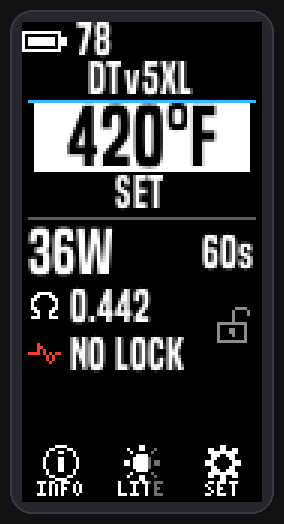 78
DTv5XL
420°F
SET
36W 60s
Ω 0.442
NO LOCK
INFO LITE SET